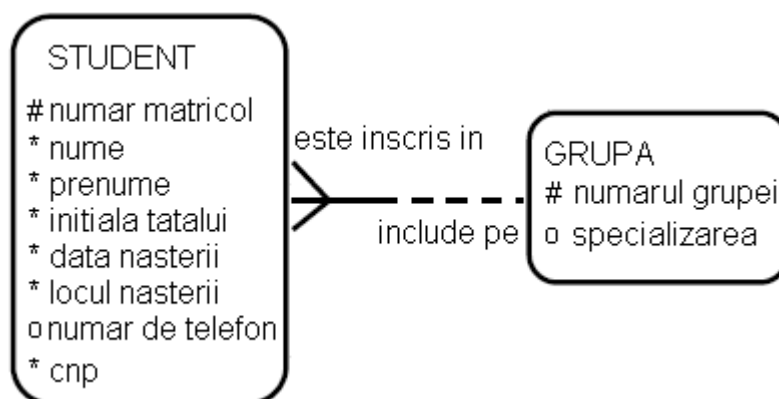 STUDENT
# numar matricol
* nume
* prenume
* initiala tatalui
* data nasterii
* locul nasterii
o numar de telefon
* cnp
este inscris in
include pe
GRUPA
# numarul grupei
o specializarea